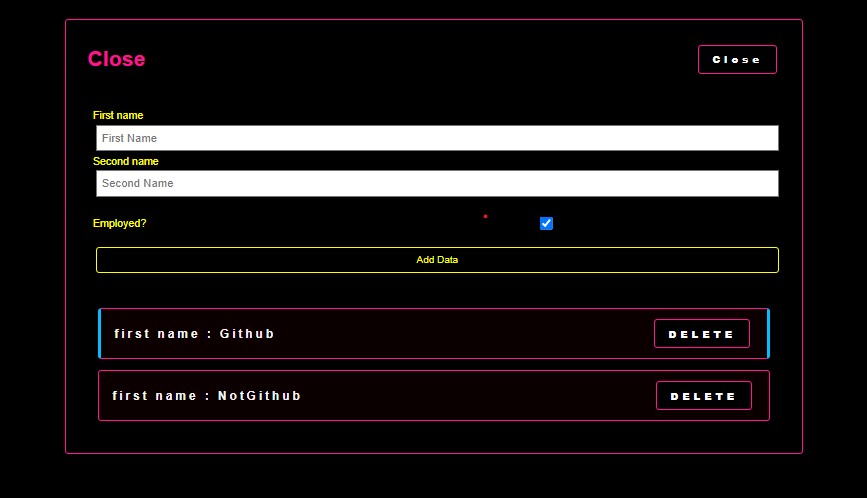 Close
Close
First name
First Name
Second name
Second Name
Employed? *
Add Data
first name : Github DELETE
first name : NotGithub DELETE